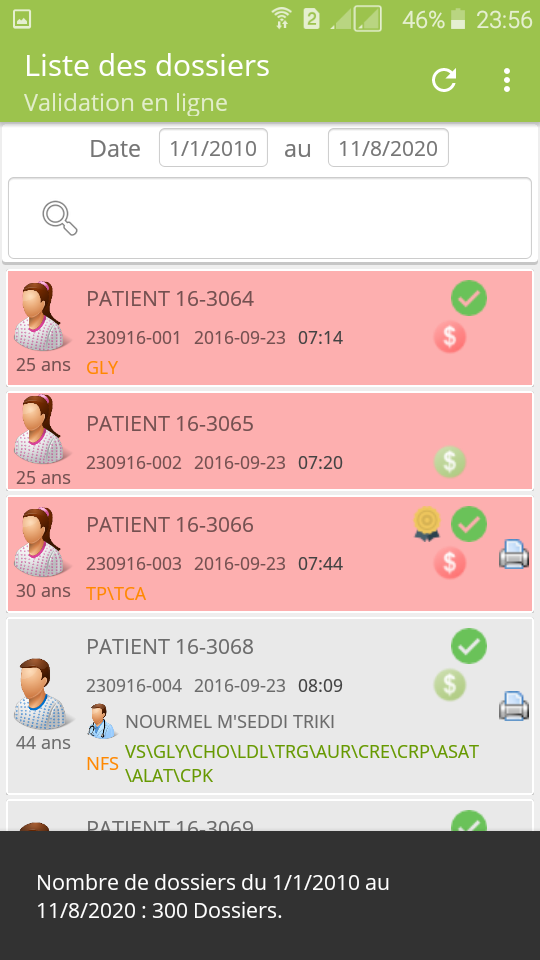 2
46%
23:56
Liste des dossiers
Validation en ligne
Date 1/1/2010 au 11/8/2020
PATIENT 16-3064
230916-001 2016-09-23 07:14
$
25 ans
GLY
PATIENT 16-3065
230916-002 2016-09-23 07:20
$
25 ans
PATIENT 16-3066
230916-003 2016-09-23 07:44
$
30 ans
TP\TCA
PATIENT 16-3068
230916-004 2016-09-23 08:09
$
44 ans
NOURMEL M'SEDDI TRIKI
NFS VS\GLY\CHO\LDL\TRG\AUR\CRE\CRP\ASAT
\ALAT\CPK
PATIENT 16-3069
Nombre de dossiers du 1/1/2010 au
11/8/2020 : 300 Dossiers.